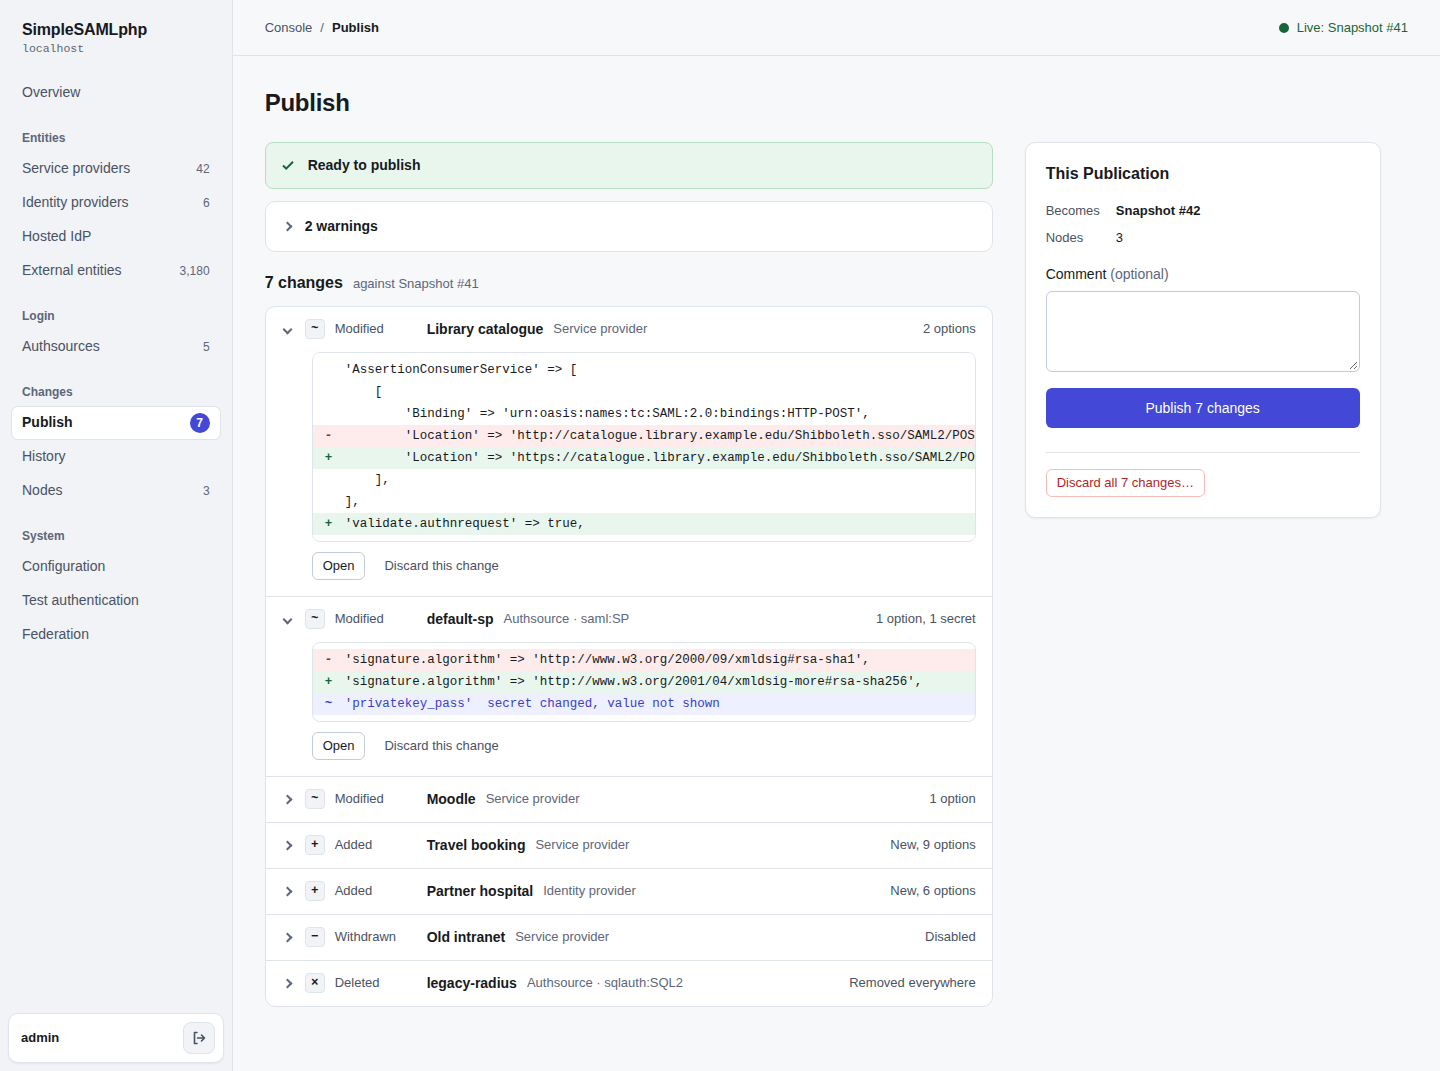 SimpleSAMLphp
localhost
Overview
Entities
Service providers 42
Identity providers 6
Hosted IdP
External entities 3,180
Login
Authsources 5
Changes
Publish 7
History
Nodes 3
System
Configuration
Test authentication
Federation
admin
Console / Publish
Live: Snapshot #41
Publish
Ready to publish
2 warnings
7 changes against Snapshot #41
~ Modified Library catalogue Service provider 2 options
'AssertionConsumerService' => [
[
'Binding' => 'urn:oasis:names:tc:SAML:2.0:bindings:HTTP-POST',
- 'Location' => 'http://catalogue.library.example.edu/Shibboleth.sso/SAML2/POS
+ 'Location' => 'https://catalogue.library.example.edu/Shibboleth.sso/SAML2/PO
],
],
+ 'validate.authnrequest' => true,
Open Discard this change
~ Modified default-sp Authsource · saml:SP 1 option, 1 secret
- 'signature.algorithm' => 'http://www.w3.org/2000/09/xmldsig#rsa-sha1',
+ 'signature.algorithm' => 'http://www.w3.org/2001/04/xmldsig-more#rsa-sha256',
~ 'privatekey_pass' secret changed, value not shown
Open Discard this change
~ Modified Moodle Service provider 1 option
+ Added Travel booking Service provider New, 9 options
+ Added Partner hospital Identity provider New, 6 options
− Withdrawn Old intranet Service provider Disabled
× Deleted legacy-radius Authsource · sqlauth:SQL2 Removed everywhere
This Publication
Becomes Snapshot #42
Nodes 3
Comment (optional)
Publish 7 changes
Discard all 7 changes…